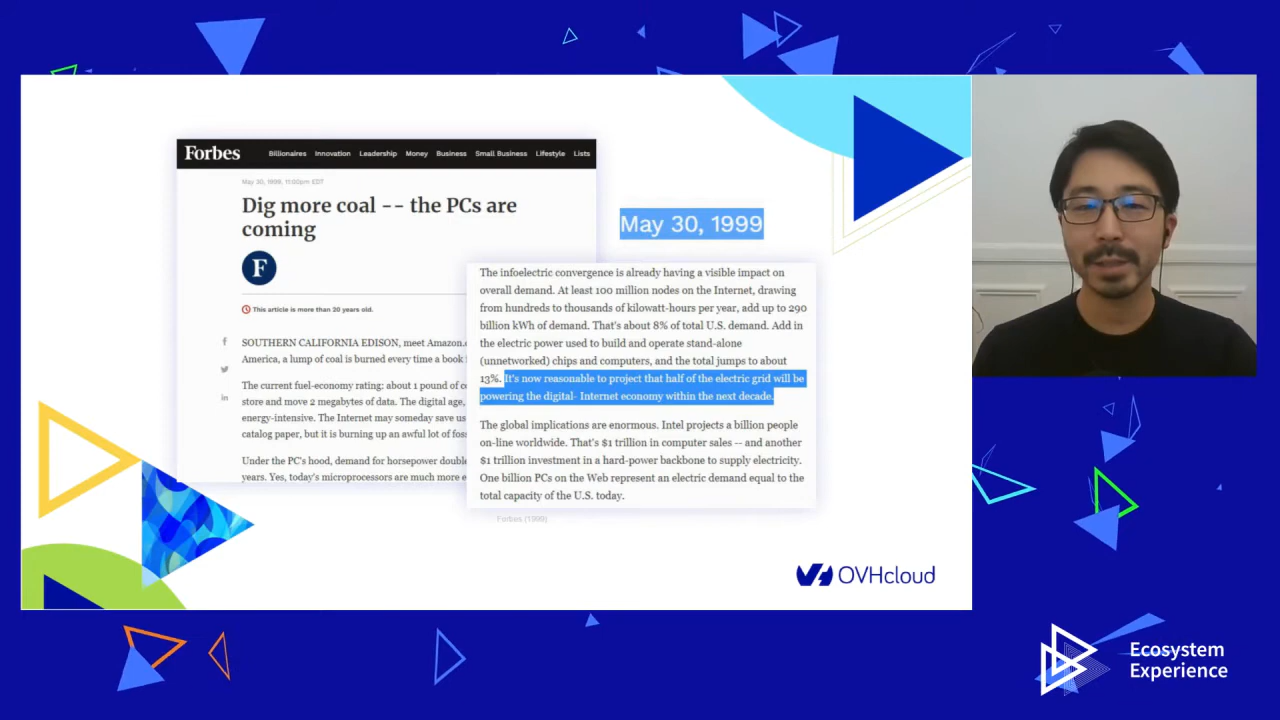 Forbes
Billionaires Innovation Leadership Money Business Small Business Lifestyle Lists
May 30, 1999, 11:00pm EDT
Dig more coal -- the PCs are
coming
F
This article is more than 20 years old.
SOUTHERN CALIFORNIA EDISON, meet Amazon.c
America, a lump of coal is burned every time a book
The current fuel-economy rating: about 1 pound of c
store and move 2 megabytes of data. The digital age,
energy-intensive. The Internet may someday save us
catalog paper, but it is burning up an awful lot of foss
Under the PC's hood, demand for horsepower double
years. Yes, today's microprocessors are much more e
May 30, 1999
The infoelectric convergence is already having a visible impact on
overall demand. At least 100 million nodes on the Internet, drawing
from hundreds to thousands of kilowatt-hours per year, add up to 290
billion kWh of demand. That's about 8% of total U.S. demand. Add in
the electric power used to build and operate stand-alone
(unnetworked) chips and computers, and the total jumps to about
13%. It's now reasonable to project that half of the electric grid will be
powering the digital- Internet economy within the next decade.
The global implications are enormous. Intel projects a billion people
on-line worldwide. That's $1 trillion in computer sales -- and another
$1 trillion investment in a hard-power backbone to supply electricity.
One billion PCs on the Web represent an electric demand equal to the
total capacity of the U.S. today.
Forbes (1999)
OVHcloud
Ecosystem
Experience